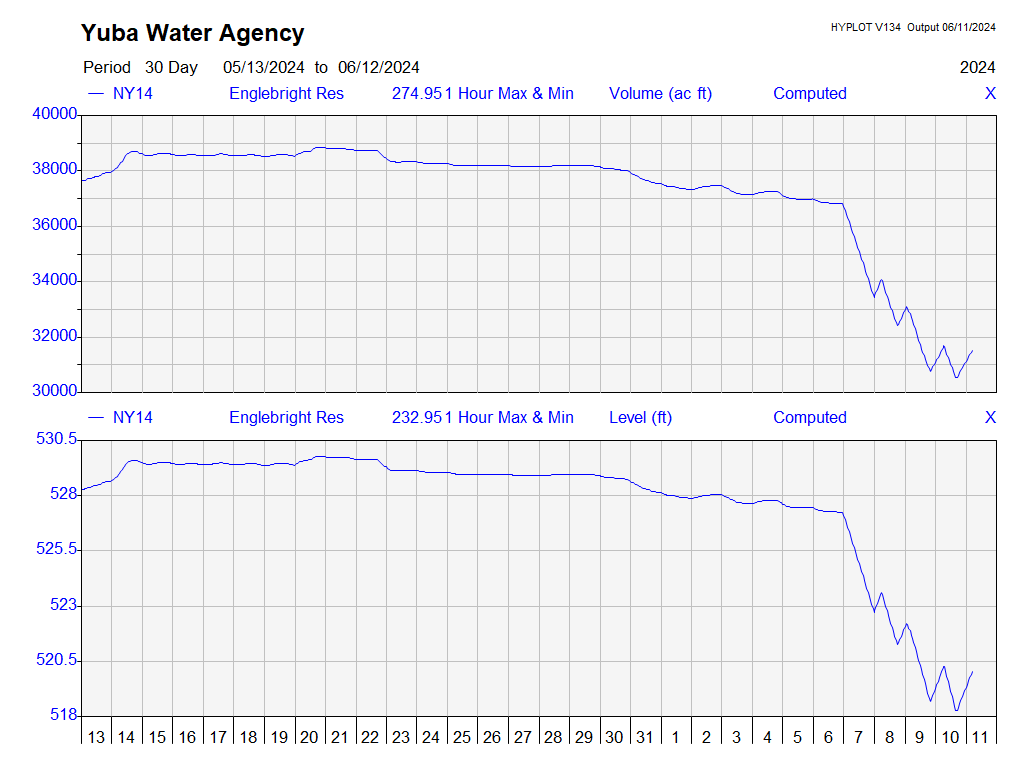 Yuba Water Agency
HYPLOT V134 Output 06/11/2024
Period 30 Day 05/13/2024 to 06/12/2024 2024
— NY14 Englebright Res 274.951 Hour Max & Min Volume (ac ft) Computed X
40000
38000
36000
34000
32000
30000
— NY14 Englebright Res 232.951 Hour Max & Min Level (ft) Computed X
530.5
528
525.5
523
520.5
518
13 14 15 16 17 18 19 20 21 22 23 24 25 26 27 28 29 30 31 1 2 3 4 5 6 7 8 9 10 11